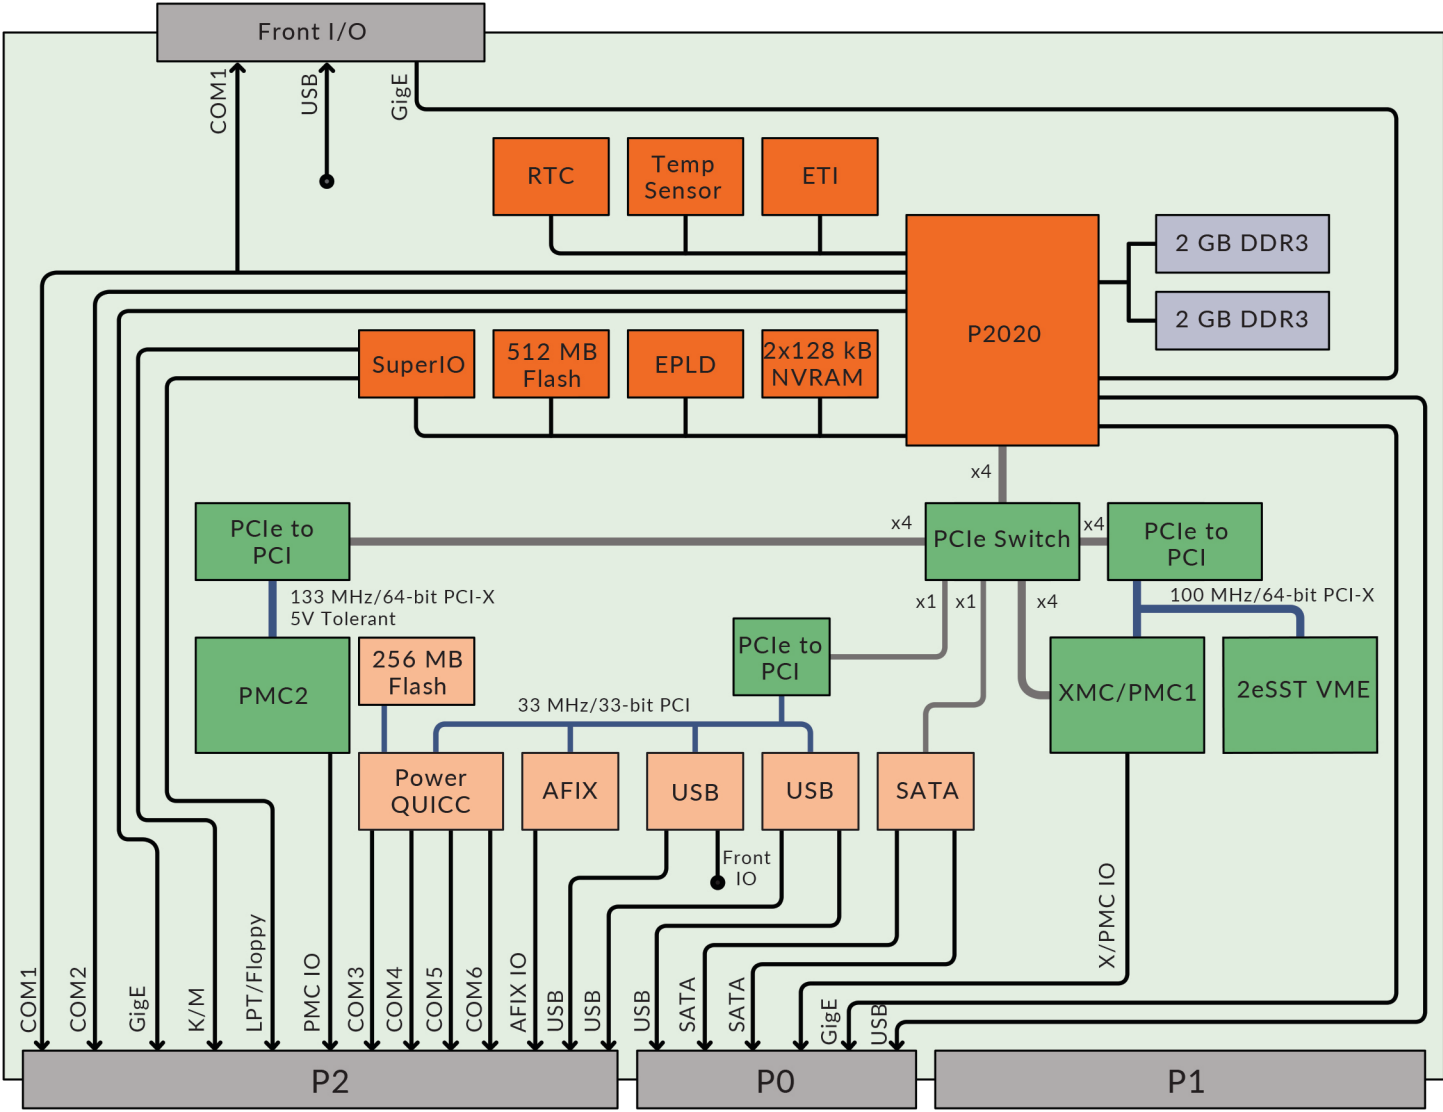 Front I/O
COM1
USB
GigE
RTC
Temp
Sensor
ETI
2 GB DDR3
2 GB DDR3
P2020
SuperIO
512 MB
Flash
EPLD
2x128 kB
NVRAM
x4
PCIe to
PCI
x4
PCIe Switch
x4
PCIe to
PCI
133 MHz/64-bit PCI-X
5V Tolerant
x1
x1
x4
100 MHz/64-bit PCI-X
PMC2
256 MB
Flash
PCIe to
PCI
XMC/PMC1
2eSST VME
33 MHz/33-bit PCI
Power
QUICC
AFIX
USB
USB
SATA
Front
IO
COM1
COM2
GigE
K/M
LPT/Floppy
PMC IO
COM3
COM4
COM5
COM6
AFIX IO
USB
USB
USB
SATA
SATA
X/PMC IO
GigE
USB
P2
P0
P1